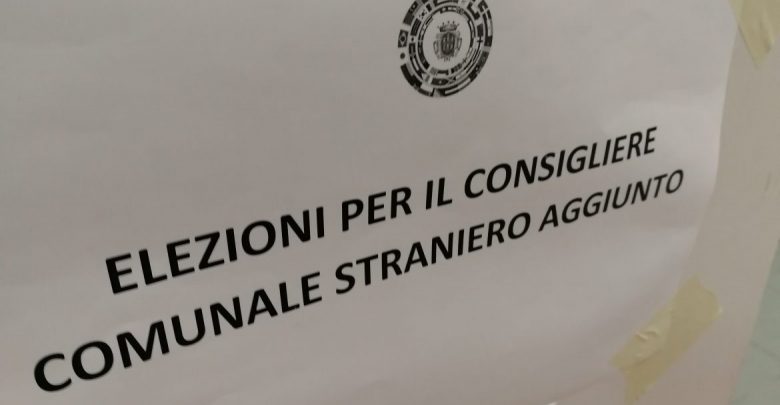 ELEZIONI PER IL CONSIGLIERE
COMUNALE STRANIERO AGGIUNTO